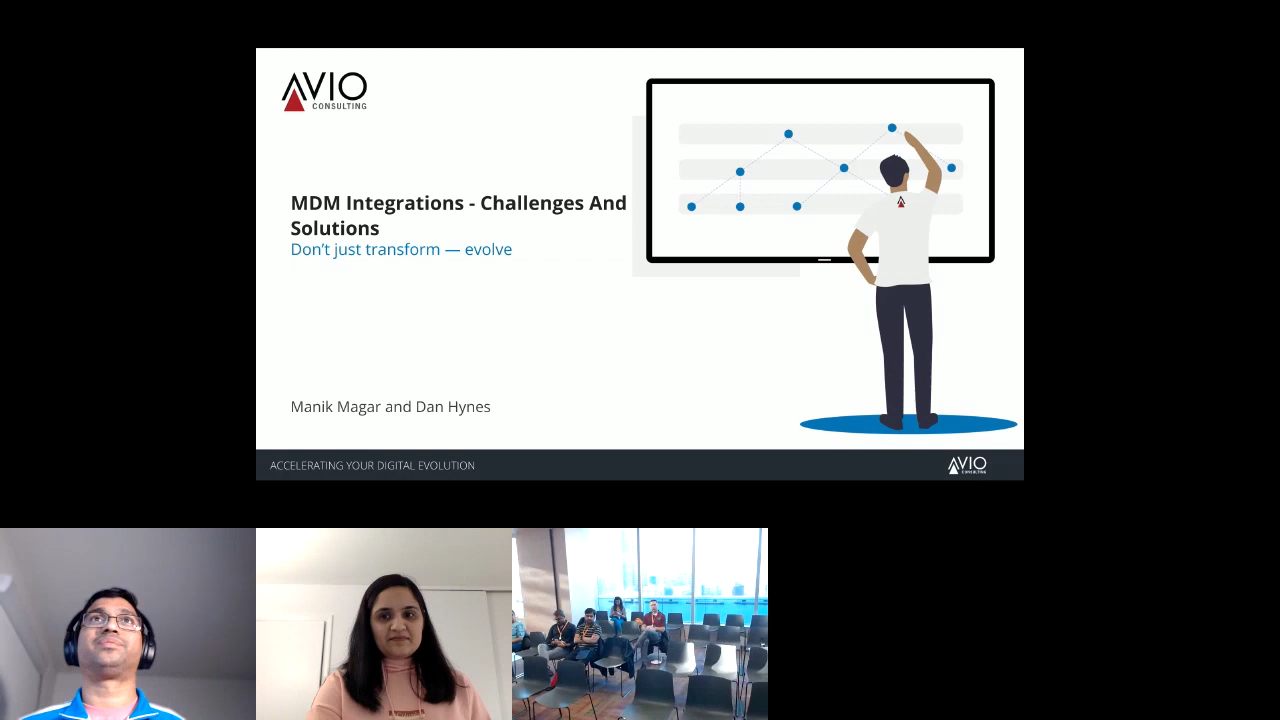 AVIO
CONSULTING
MDM Integrations - Challenges And
Solutions
Don't just transform — evolve
Manik Magar and Dan Hynes
ACCELERATING YOUR DIGITAL EVOLUTION
AVIO
CONSULTING